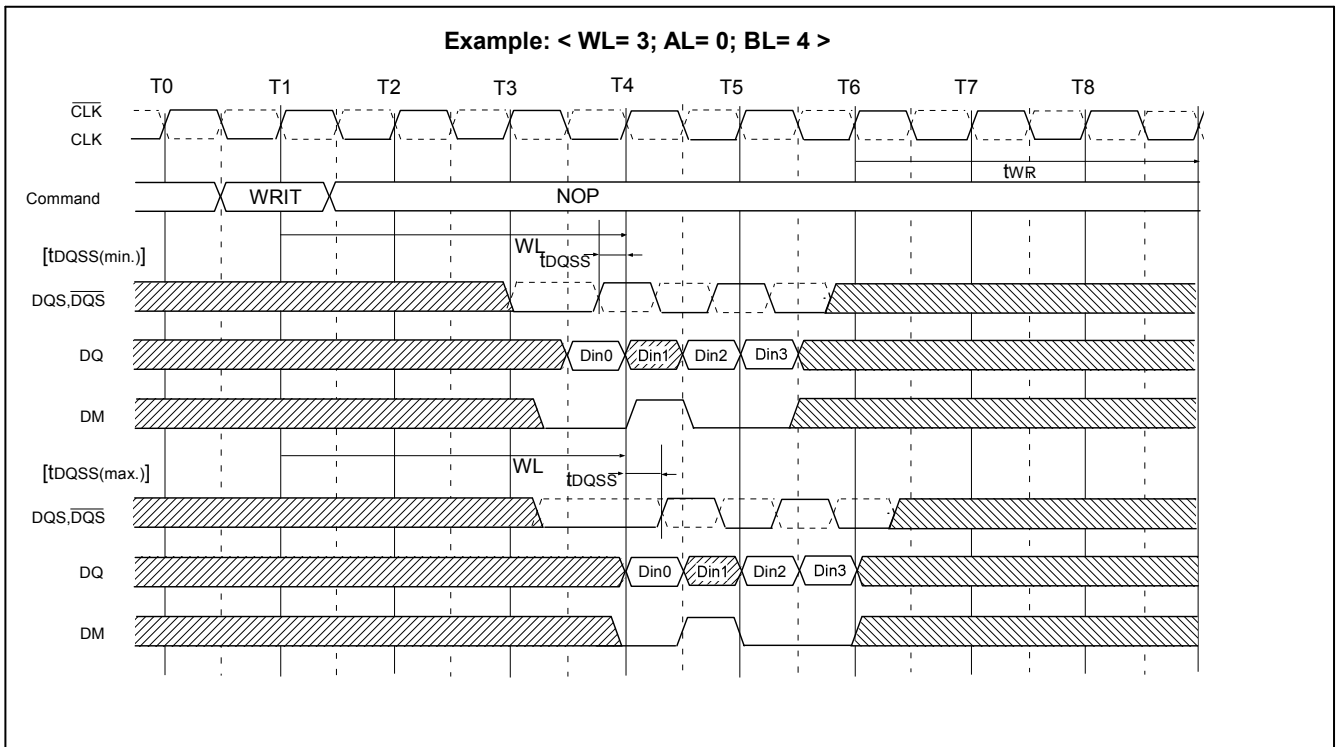 Example: < WL= 3; AL= 0; BL= 4 >
T0 T1 T2 T3 T4 T5 T6 T7 T8
CLK
CLK
tWR
Command WRIT NOP
WL
[tDQSS(min.)] tDQSS
DQS,DQS
DQ Din0 Din1 Din2 Din3
DM
[tDQSS(max.)] WL tDQSS
DQS,DQS
DQ Din0 Din1 Din2 Din3
DM